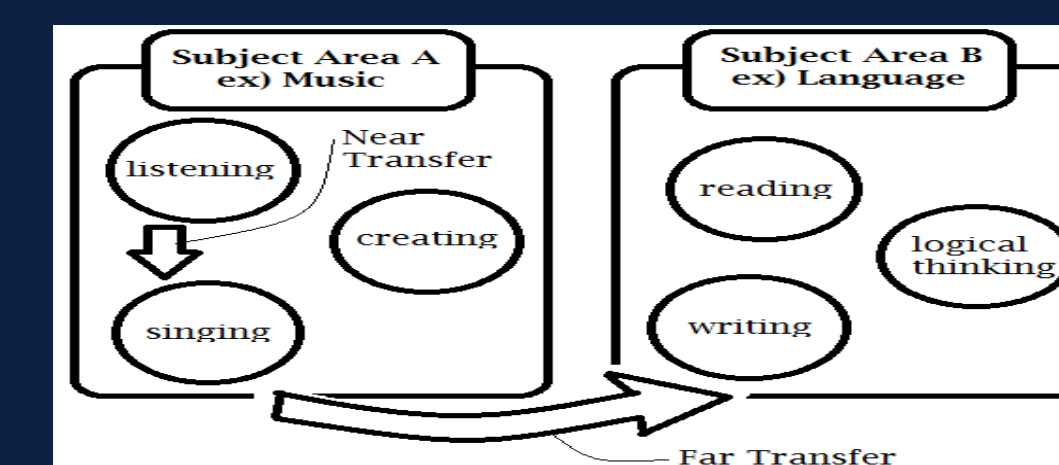 Subject Area A
ex) Music
Near
Transfer
listening
creating
singing
Subject Area B
ex) Language
reading
logical
thinking
writing
Far Transfer